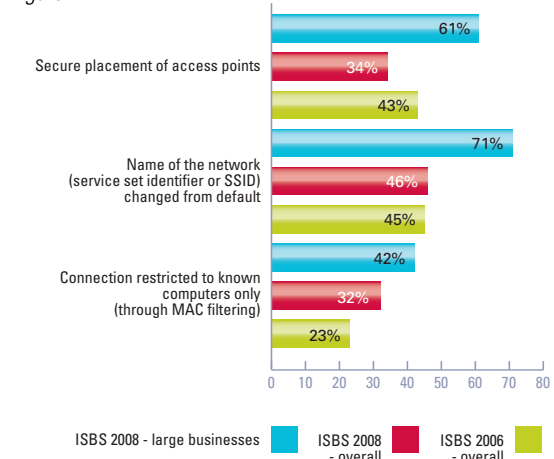 61%
Secure placement of access points
34%
43%
71%
Name of the network
(service set identifier or SSID)
changed from default
46%
45%
42%
Connection restricted to known
computers only
(through MAC filtering)
32%
23%
0 10 20 30 40 50 60 70 80
ISBS 2008 - large businesses
ISBS 2008
- overall
ISBS 2006
- overall